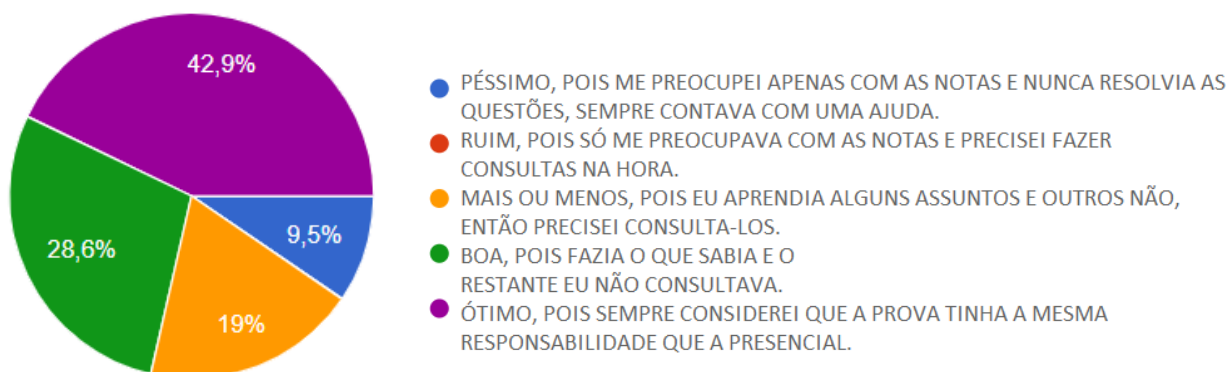 42,9%
28,6%
19%
9,5%
PÉSSIMO, POIS ME PREOCUPEI APENAS COM AS NOTAS E NUNCA RESOLVIA AS
QUESTÕES, SEMPRE CONTAVA COM UMA AJUDA.
RUIM, POIS SÓ ME PREOCUPAVA COM AS NOTAS E PRECISEI FAZER
CONSULTAS NA HORA.
MAIS OU MENOS, POIS EU APRENDIA ALGUNS ASSUNTOS E OUTROS NÃO,
ENTÃO PRECISEI CONSULTA-LOS.
BOA, POIS FAZIA O QUE SABIA E O
RESTANTE EU NÃO CONSULTAVA.
ÓTIMO, POIS SEMPRE CONSIDEREI QUE A PROVA TINHA A MESMA
RESPONSABILIDADE QUE A PRESENCIAL.